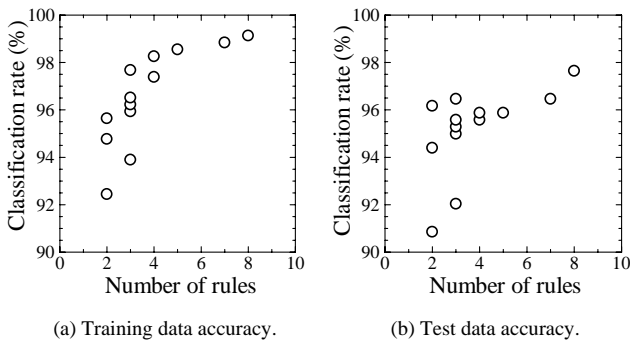 Classification rate (%)
100
98
96
94
92
90
0 2 4 6 8 10
Number of rules
(a) Training data accuracy.
Classification rate (%)
100
98
96
94
92
90
0 2 4 6 8 10
Number of rules
(b) Test data accuracy.